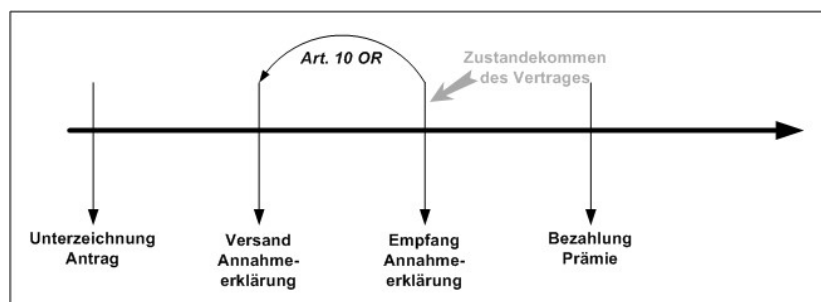 Art. 10 OR
Zustandekommen
des Vertrages
Unterzeichnung
Antrag
Versand
Annahme-
erklärung
Empfang
Annahme-
erklärung
Bezahlung
Prämie